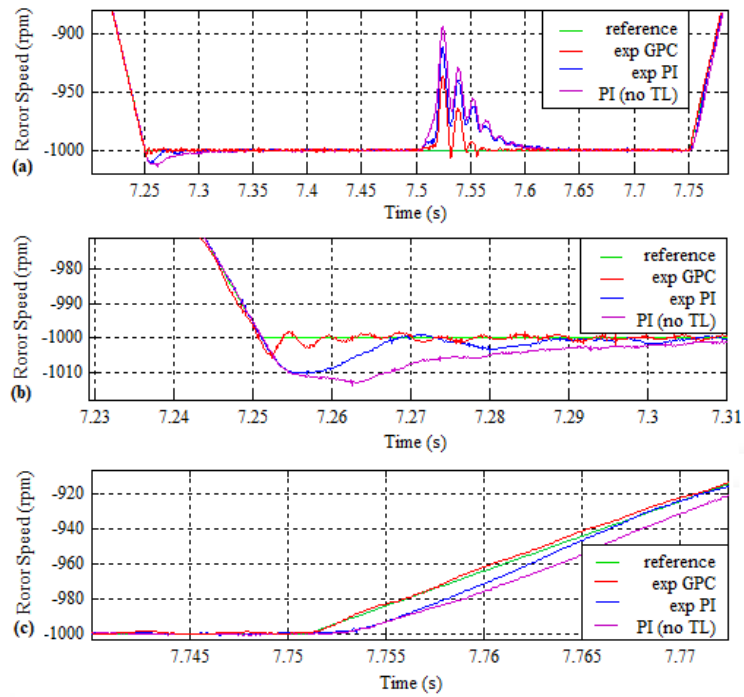 Roror Speed (rpm)
-900
-950
-1000
(a)
reference
exp GPC
exp PI
PI (no TL)
7.25
7.3
7.35
7.4
7.45
7.5
7.55
7.6
7.65
7.7
7.75
Time (s)
Roror Speed (rpm)
-980
-990
-1000
-1010
(b)
reference
exp GPC
exp PI
PI (no TL)
7.23
7.24
7.25
7.26
7.27
7.28
7.29
7.3
7.31
Time (s)
Roror Speed (rpm)
-920
-940
-960
-980
-1000
(c)
reference
exp GPC
exp PI
PI (no TL)
7.745
7.75
7.755
7.76
7.765
7.77
Time (s)